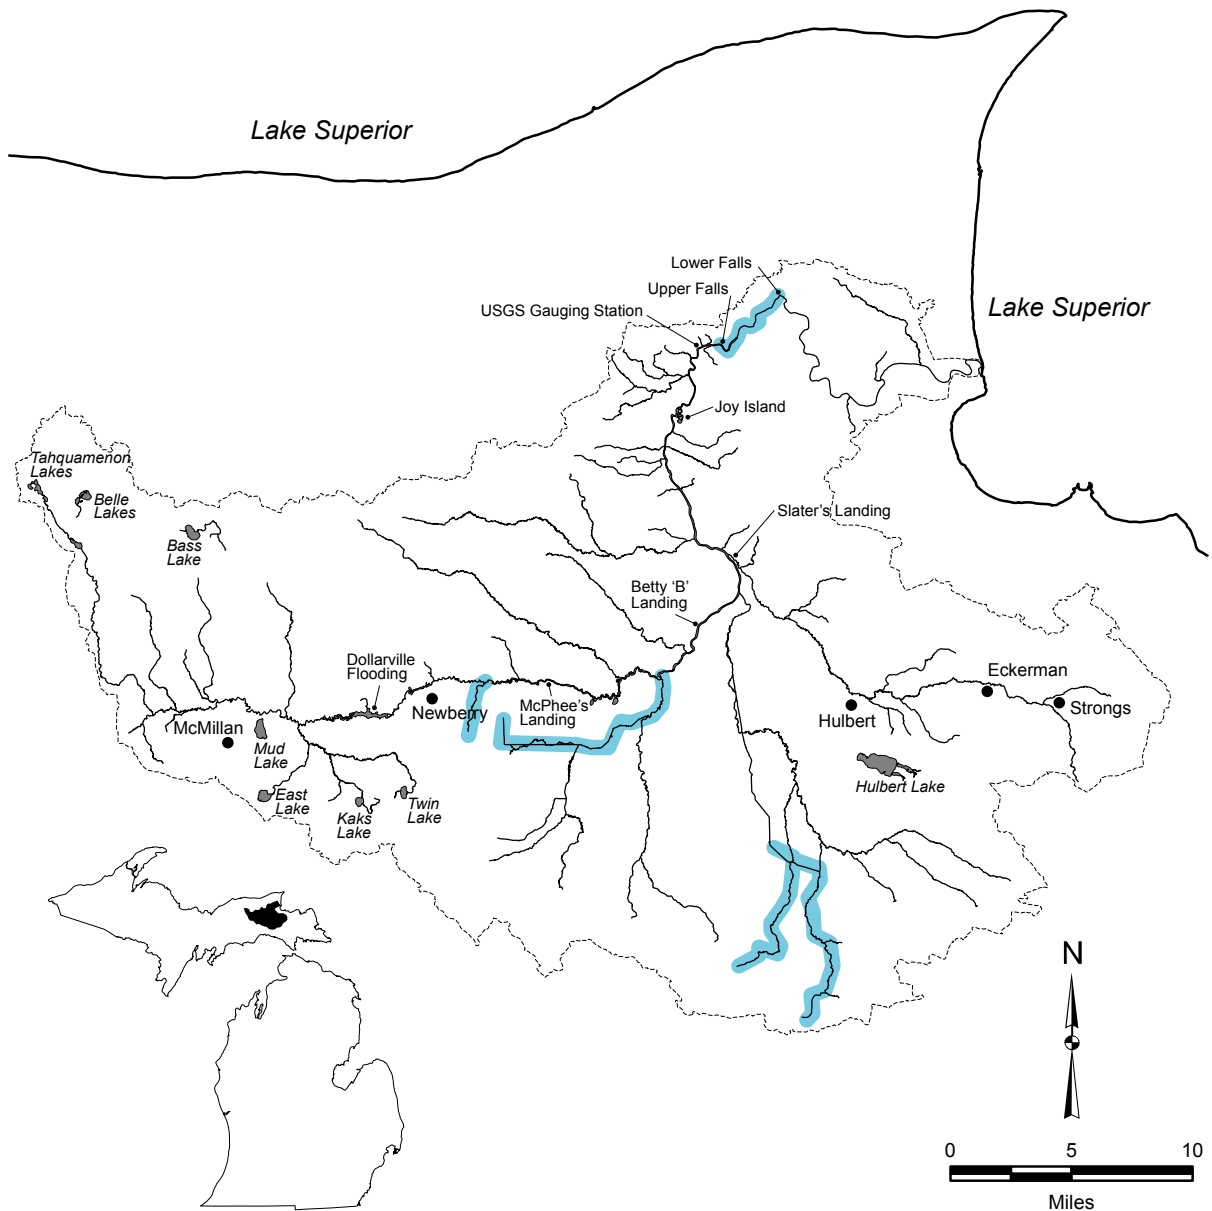 Lake Superior
Lower Falls
Upper Falls
USGS Gauging Station
Lake Superior
Joy Island
Tahquamenon
Lakes
Belle
Lakes
Bass
Lake
Slater's Landing
Betty 'B'
Landing
Dollarville
Flooding
Eckerman
McPhee's
Landing
Newberry
Strongs
Hulbert
McMillan
Mud
Lake
Hulbert Lake
East
Lake
Kaks
Lake
Twin
Lake
N
0 5 10
Miles